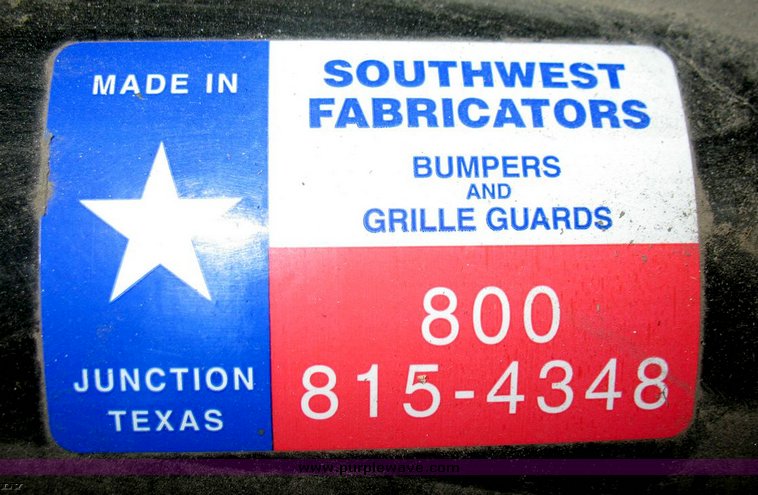 MADE IN
JUNCTION
TEXAS
SOUTHWEST
FABRICATORS
BUMPERS
AND
GRILLE GUARDS
800
815-4348
www.purplewave.com